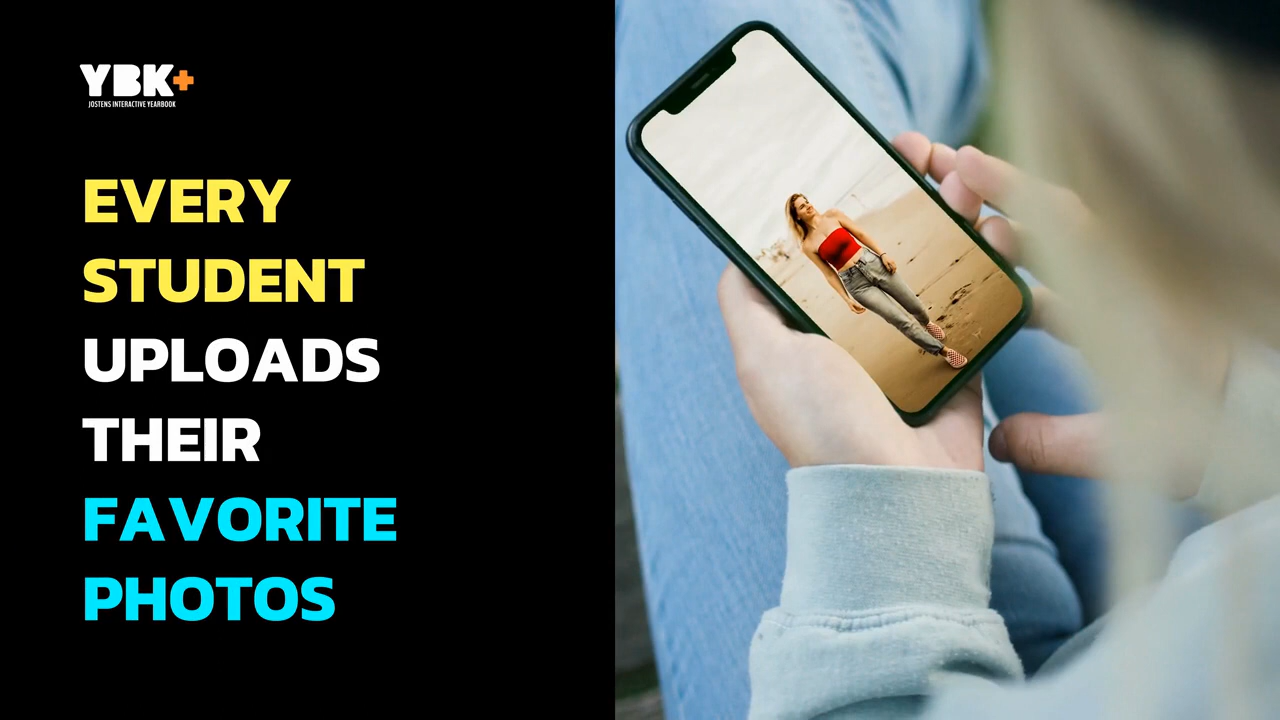 YBK+
JOSTENS INTERACTIVE YEARBOOK
EVERY
STUDENT
UPLOADS
THEIR
FAVORITE
PHOTOS